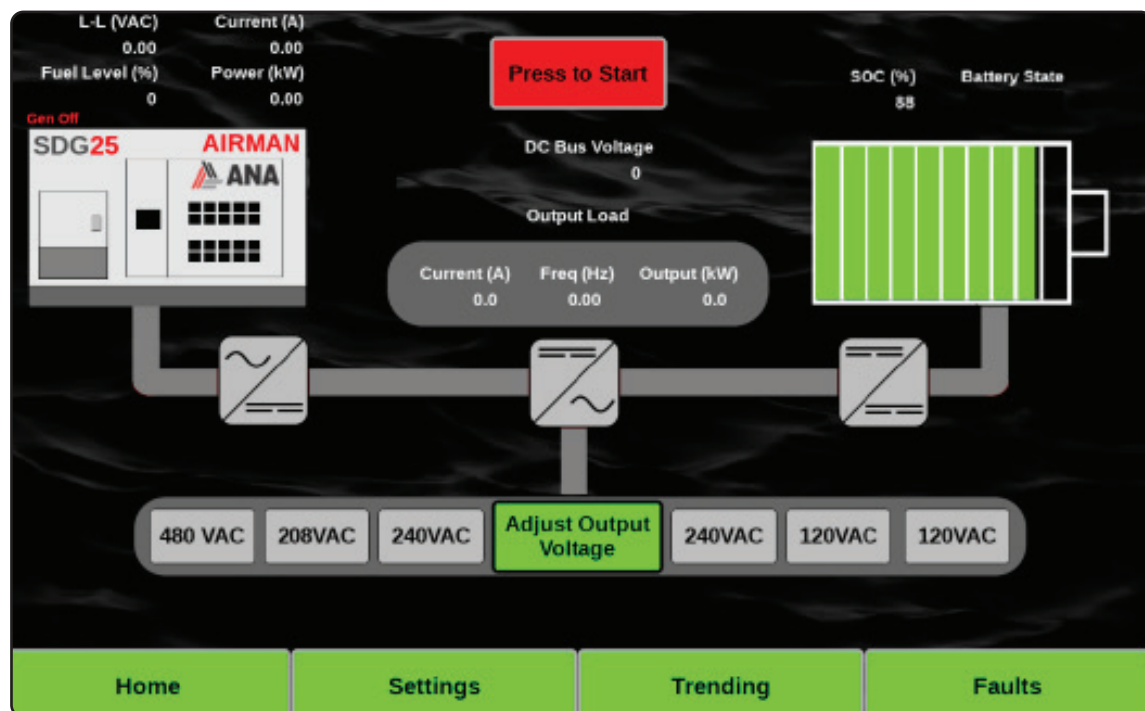 L-L (VAC) Current (A)
0.00 0.00
Fuel Level (%) Power (kW)
0 0.00
Gen Off
SDG25 AIRMAN
ANA
Press to Start
DC Bus Voltage
0
Output Load
Current (A) Freq (Hz) Output (kW)
0.0 0.00 0.0
SOC (%) Battery State
88
480 VAC 208VAC 240VAC Adjust Output Voltage 240VAC 120VAC 120VAC
Home Settings Trending Faults